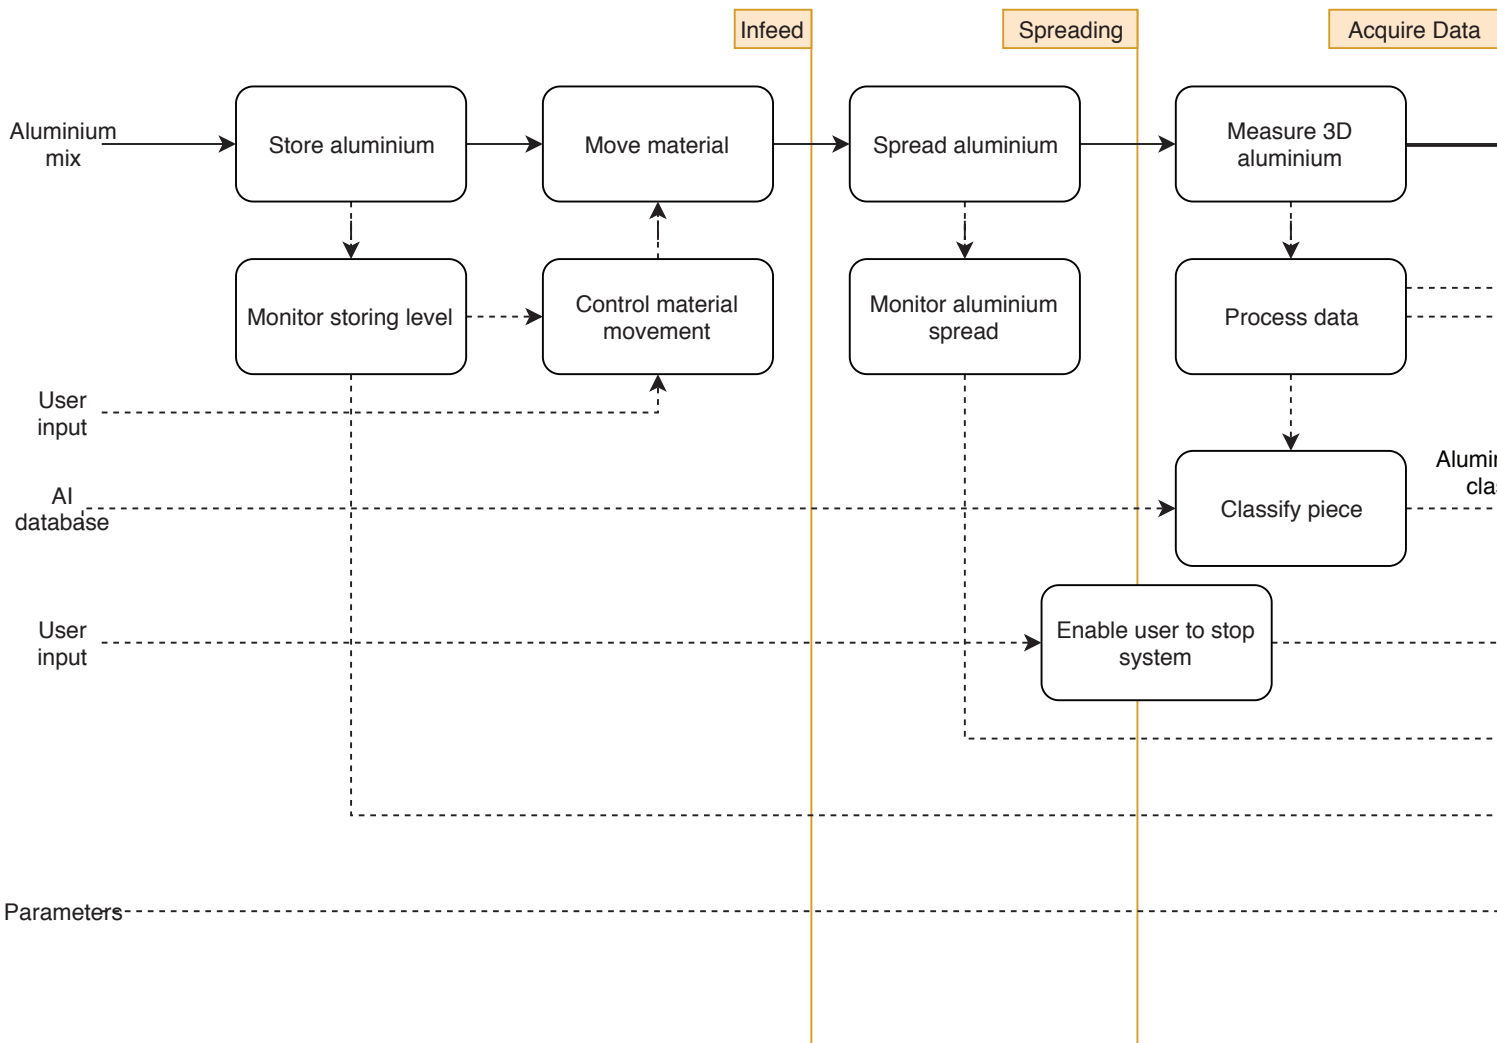 Infeed
Spreading
Acquire Data
Aluminium
mix
Store aluminium
Move material
Spread aluminium
Measure 3D
aluminium
Monitor storing level
Control material
movement
Monitor aluminium
spread
Process data
User
input
AI
database
Classify piece
User
input
Enable user to stop
system
Parameters